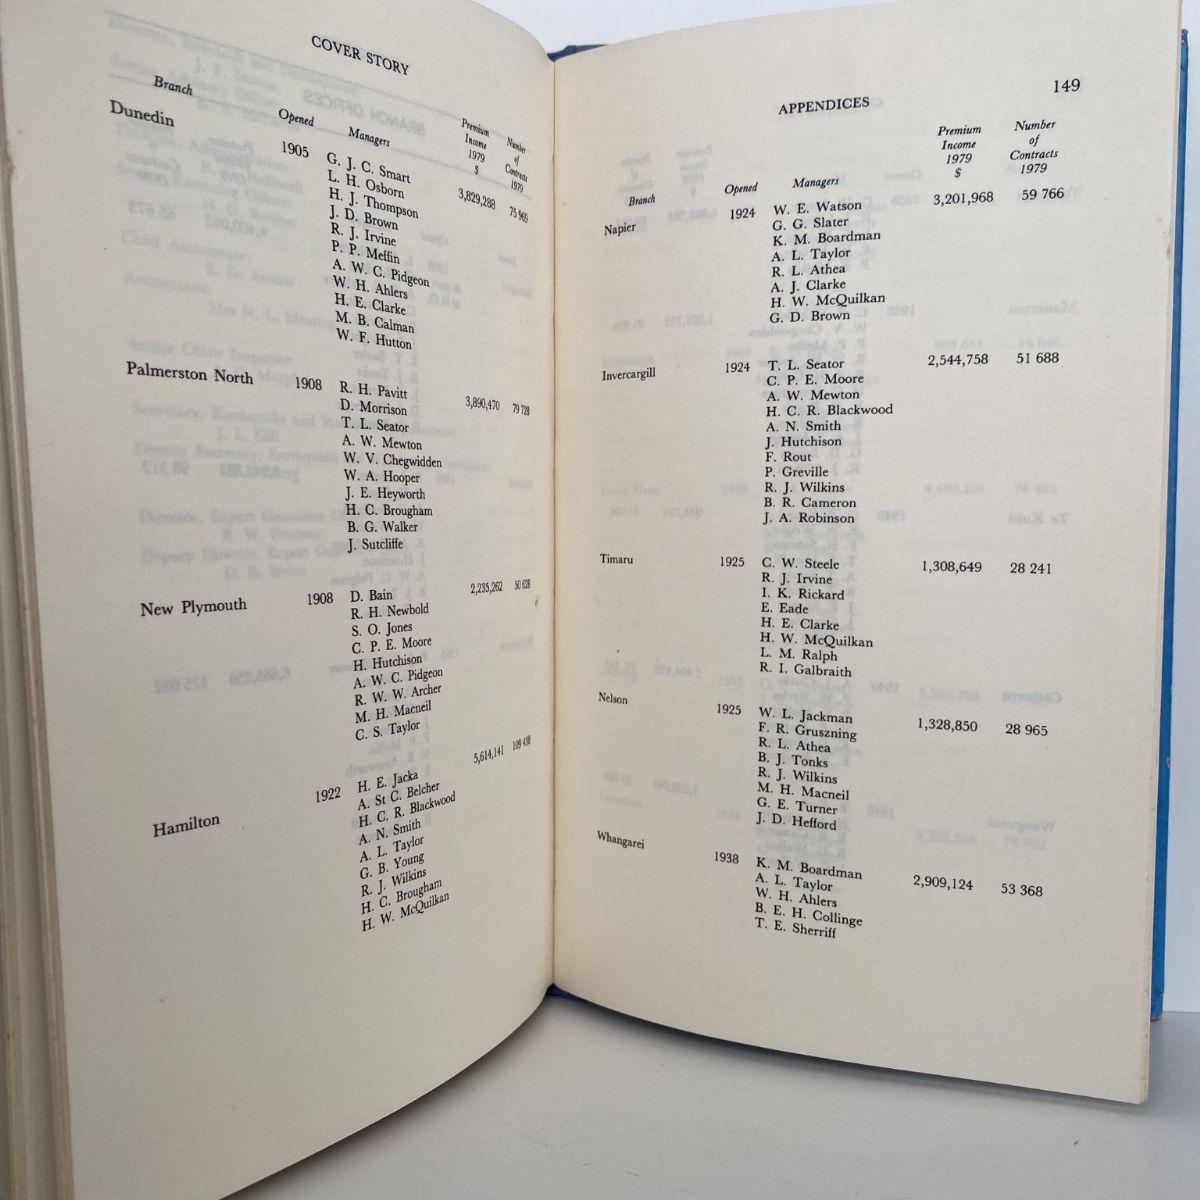 COVER STORY
Branch Opened Managers Premium Income 1979 $ Number of Contracts 1979
Dunedin 1905 G. J. C. Smart 3,829,288 75 969
L. H. Osborn
H. J. Thompson
J. D. Brown
R. J. Irvine
P. P. Meffin
A. W. C. Pidgeon
W. H. Ahlers
H. E. Clarke
M. B. Calman
W. F. Hutton
Palmerston North 1908 R. H. Pavitt 3,890,470 79 728
D. Morrison
T. L. Seator
A. W. Mewton
W. V. Chegwidden
W. A. Hooper
J. E. Heyworth
H. C. Brougham
B. G. Walker
J. Sutcliffe
New Plymouth 1908 D. Bain 2,235,262 50 628
R. H. Newbold
S. O. Jones
C. P. E. Moore
H. Hutchison
A. W. C. Pidgeon
R. W. W. Archer
M. H. Macneil
C. S. Taylor
Hamilton 1922 H. E. Jacka 5,614,141 109 438
A. St C. Belcher
H. C. R. Blackwood
A. N. Smith
A. L. Taylor
G. B. Young
R. J. Wilkins
H. C. Brougham
H. W. McQuilkan
APPENDICES 149
Branch Opened Managers Premium Income 1979 $ Number of Contracts 1979
Napier 1924 W. E. Watson 3,201,968 59 766
G. G. Slater
K. M. Boardman
A. L. Taylor
R. L. Athea
A. J. Clarke
H. W. McQuilkan
G. D. Brown
Invercargill 1924 T. L. Seator 2,544,758 51 688
C. P. E. Moore
A. W. Mewton
H. C. R. Blackwood
A. N. Smith
J. Hutchison
F. Rout
P. Greville
R. J. Wilkins
B. R. Cameron
J. A. Robinson
Timaru 1925 C. W. Steele 1,308,649 28 241
R. J. Irvine
I. K. Rickard
E. Eade
H. E. Clarke
H. W. McQuilkan
L. M. Ralph
R. I. Galbraith
Nelson 1925 W. L. Jackman 1,328,850 28 965
F. R. Gruszning
R. L. Athea
B. J. Tonks
R. J. Wilkins
M. H. Macneil
G. E. Turner
J. D. Hefford
Whangarei 1938 K. M. Boardman 2,909,124 53 368
A. L. Taylor
W. H. Ahlers
B. E. H. Collinge
T. E. Sherriff